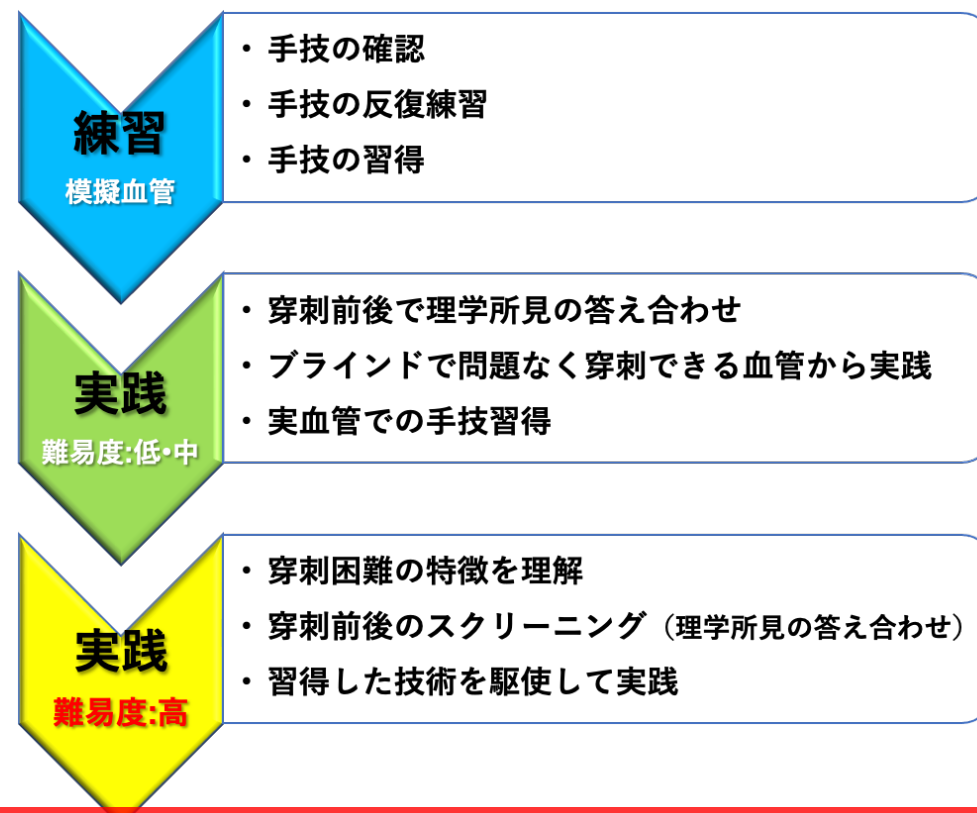 練習
模擬血管
・手技の確認
・手技の反復練習
・手技の習得
実践
難易度:低・中
・穿刺前後で理学所見の答え合わせ
・ブラインドで問題なく穿刺できる血管から実践
・実血管での手技習得
実践
難易度:高
・穿刺困難の特徴を理解
・穿刺前後のスクリーニング（理学所見の答え合わせ）
・習得した技術を駆使して実践